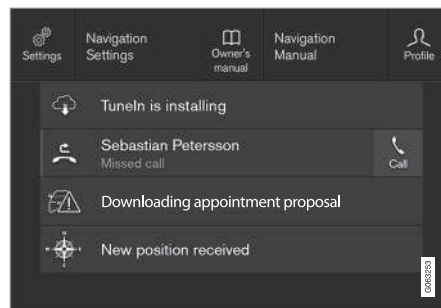 Settings
Navigation
Settings
Owner's
manual
Navigation
Manual
Profile
TuneIn is installing
Sebastian Petersson
Missed call
Call
Downloading appointment proposal
New position received
G063253